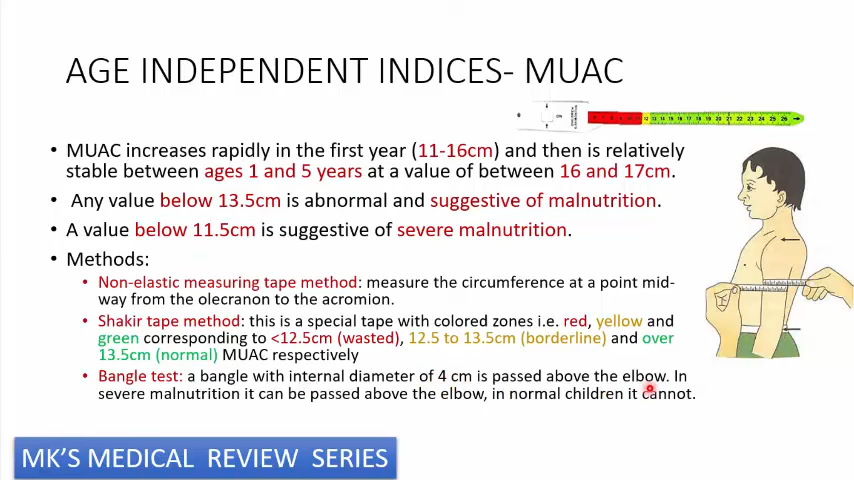 AGE INDEPENDENT INDICES- MUAC
• MUAC increases rapidly in the first year (11-16cm) and then is relatively
stable between ages 1 and 5 years at a value of between 16 and 17cm.
• Any value below 13.5cm is abnormal and suggestive of malnutrition.
• A value below 11.5cm is suggestive of severe malnutrition.
• Methods:
• Non-elastic measuring tape method: measure the circumference at a point mid-
way from the olecranon to the acromion.
• Shakir tape method: this is a special tape with colored zones i.e. red, yellow and
green corresponding to <12.5cm (wasted), 12.5 to 13.5cm (borderline) and over
13.5cm (normal) MUAC respectively
• Bangle test: a bangle with internal diameter of 4 cm is passed above the elbow. In
severe malnutrition it can be passed above the elbow, in normal children it cannot.
MK'S MEDICAL REVIEW SERIES